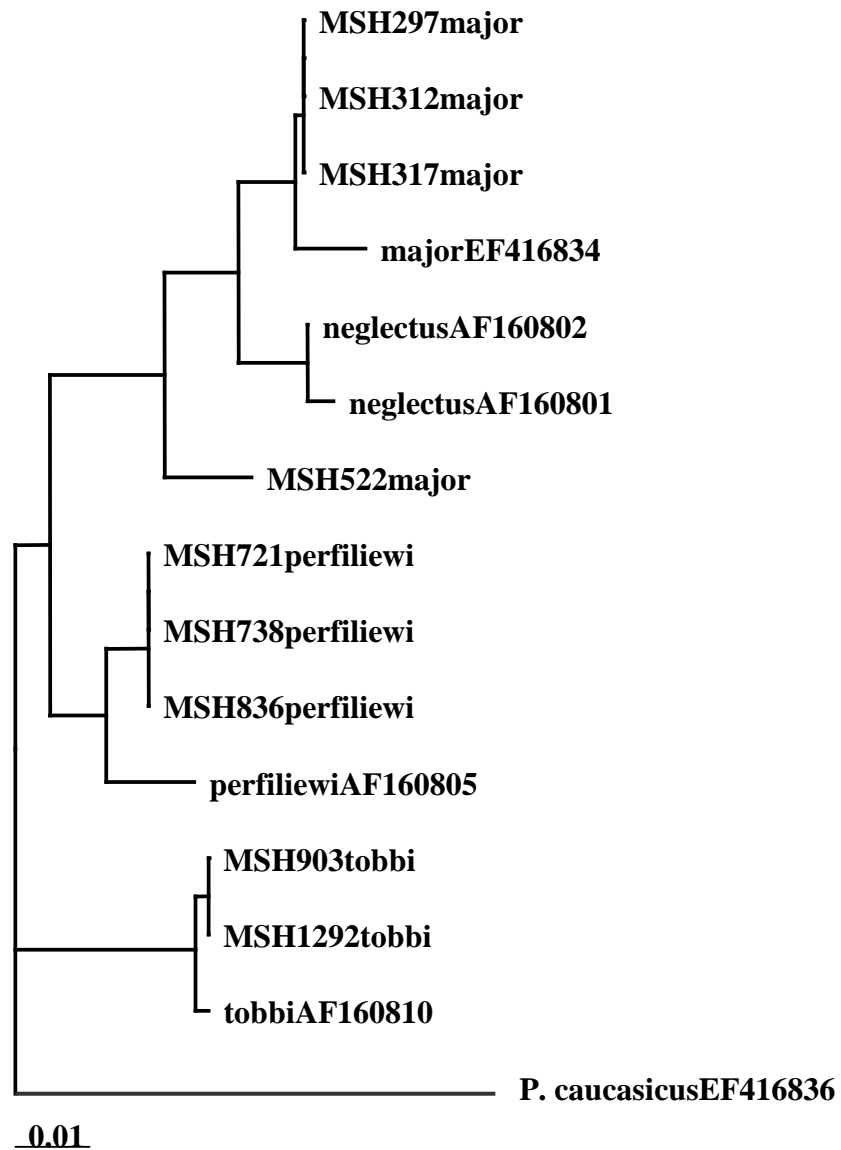 MSH297major
MSH312major
MSH317major
majorEF416834
neglectusAF160802
neglectusAF160801
MSH522major
MSH721perfiliewi
MSH738perfiliewi
MSH836perfiliewi
perfiliewiAF160805
MSH903tobbi
MSH1292tobbi
tobbiAF160810
P. caucasicusEF416836
0.01